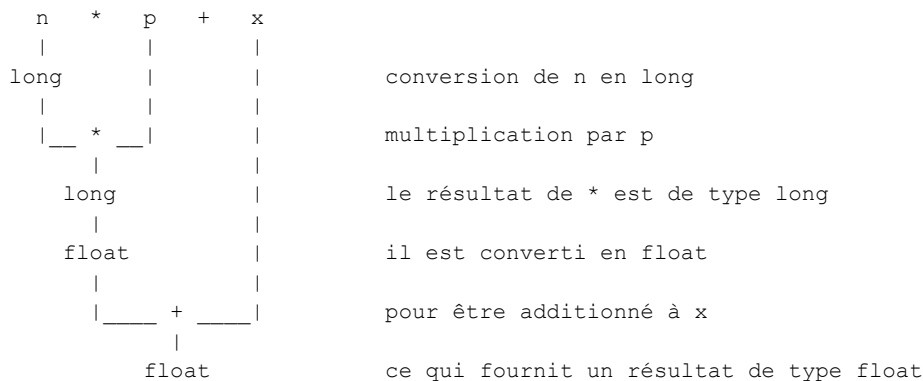 n * p + x
| | |
long | | conversion de n en long
| | |
|__ * __| | multiplication par p
| |
long | le résultat de * est de type long
| |
float | il est converti en float
| |
|____ + ____| pour être additionné à x
|
float ce qui fournit un résultat de type float